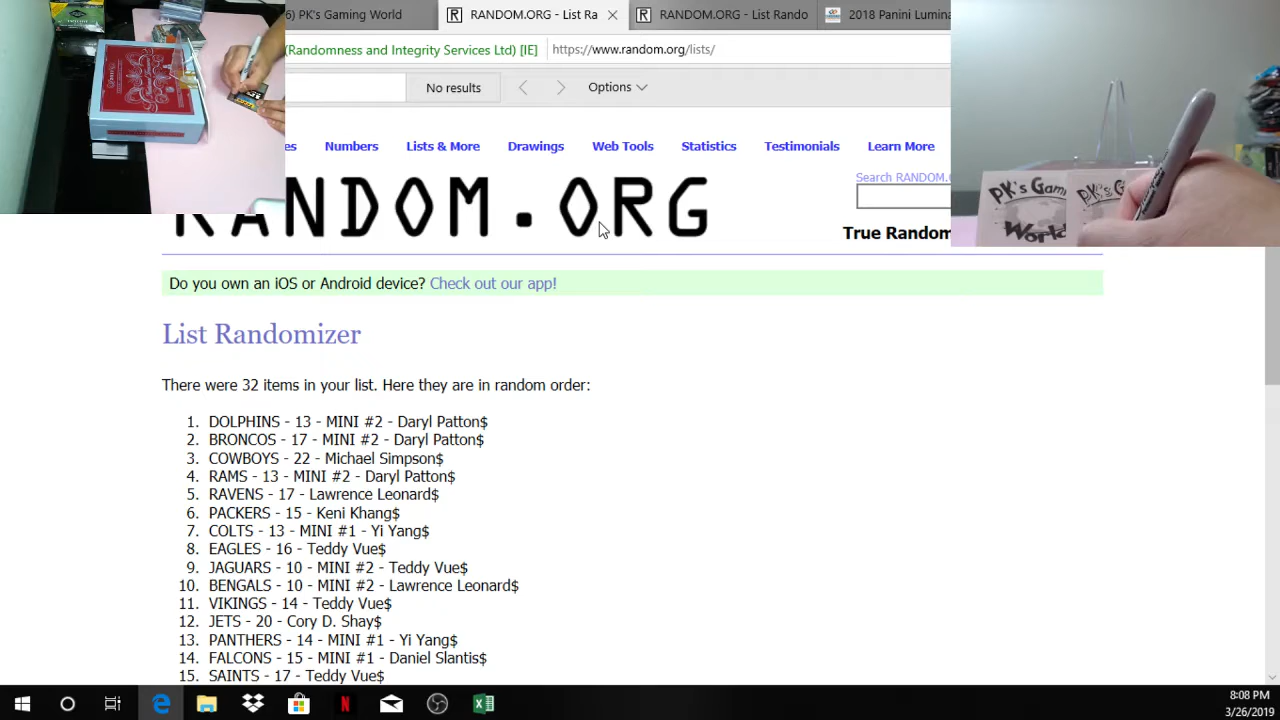 6) PK's Gaming World
RANDOM.ORG - List Ra
RANDOM.ORG - List Rando
2018 Panini Lumina
(Randomness and Integrity Services Ltd) [IE]
https://www.random.org/lists/
No results
Options
es Numbers Lists & More Drawings Web Tools Statistics Testimonials Learn More
Search RANDOM.O
RANDOM.ORG
True Random
PK's Gami
World
PK's G
Do you own an iOS or Android device? Check out our app!
List Randomizer
There were 32 items in your list. Here they are in random order:
1. DOLPHINS - 13 - MINI #2 - Daryl Patton$
2. BRONCOS - 17 - MINI #2 - Daryl Patton$
3. COWBOYS - 22 - Michael Simpson$
4. RAMS - 13 - MINI #2 - Daryl Patton$
5. RAVENS - 17 - Lawrence Leonard$
6. PACKERS - 15 - Keni Khang$
7. COLTS - 13 - MINI #1 - Yi Yang$
8. EAGLES - 16 - Teddy Vue$
9. JAGUARS - 10 - MINI #2 - Teddy Vue$
10. BENGALS - 10 - MINI #2 - Lawrence Leonard$
11. VIKINGS - 14 - Teddy Vue$
12. JETS - 20 - Cory D. Shay$
13. PANTHERS - 14 - MINI #1 - Yi Yang$
14. FALCONS - 15 - MINI #1 - Daniel Slantis$
15. SAINTS - 17 - Teddy Vue$
8:08 PM
3/26/2019